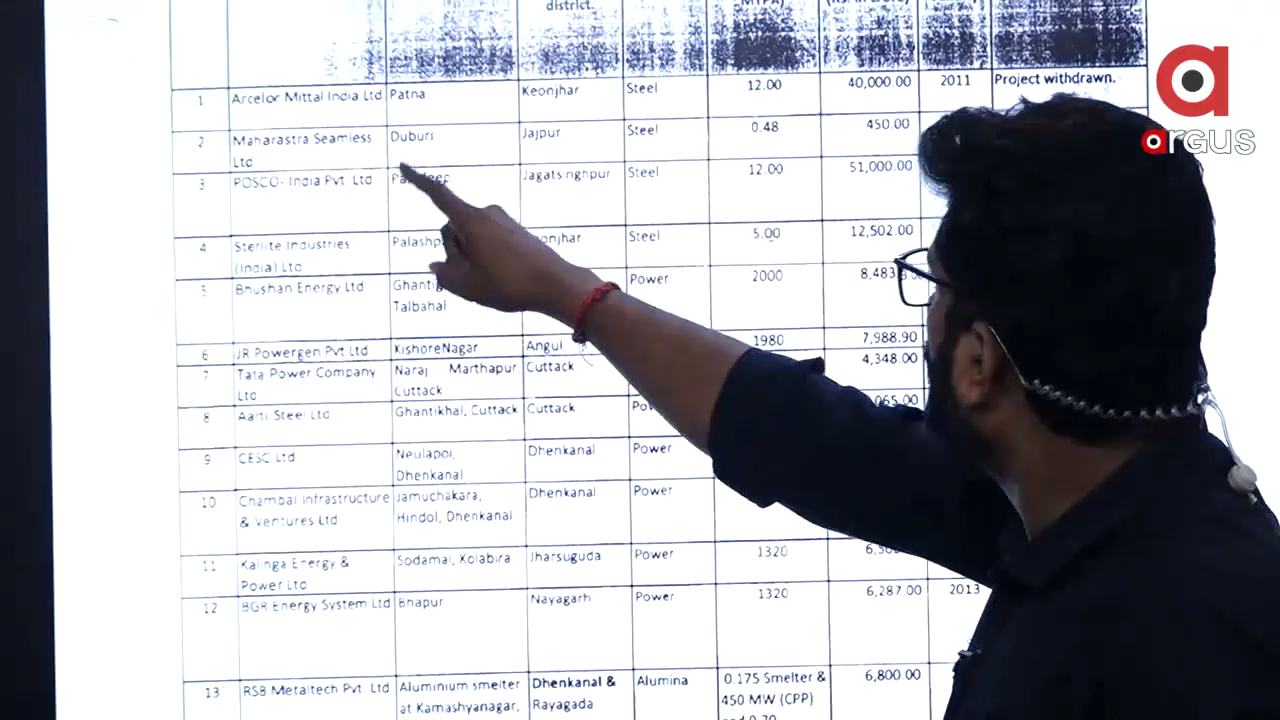 district.
1 Arcelor Mittal India Ltd Patna Keonjhar Steel 12.00 40,000.00 2011 Project withdrawn.
2 Maharastra Seamless Ltd Duburi Jajpur Steel 0.48 450.00
3 POSCO- India Pvt. Ltd Jagatsinghpur Steel 12.00 51,000.00
4 Sterlite Industries (India) Ltd Steel 5.00 12,502.00
5 Bhushan Energy Ltd Talbahal Power 2000
6 JR Powergen Pvt Ltd KishoreNagar Angul 1980 7,988.90
7 Tata Power Company Ltd Naraj Marthapur, Cuttack Cuttack 4,348.00
8 Aarti Steel Ltd Ghantikhal, Cuttack Cuttack
9 CESC Ltd Neulapoi, Dhenkanal Dhenkanal Power
10 Chambal Infrastructure & Ventures Ltd Jamuchakara, Hindol, Dhenkanal Dhenkanal Power
11 Kalinga Energy & Power Ltd Sodamal, Kolabira Jharsuguda Power 1320
12 BGR Energy System Ltd Bhapur Nayagarh Power 1320 6,287.00 2013
13 RSB Metaltech Pvt Ltd Aluminium smelter at Kamashyanagar, Dhenkanal & Rayagada Alumina 0.175 Smelter & 450 MW (CPP) 6,800.00
argus